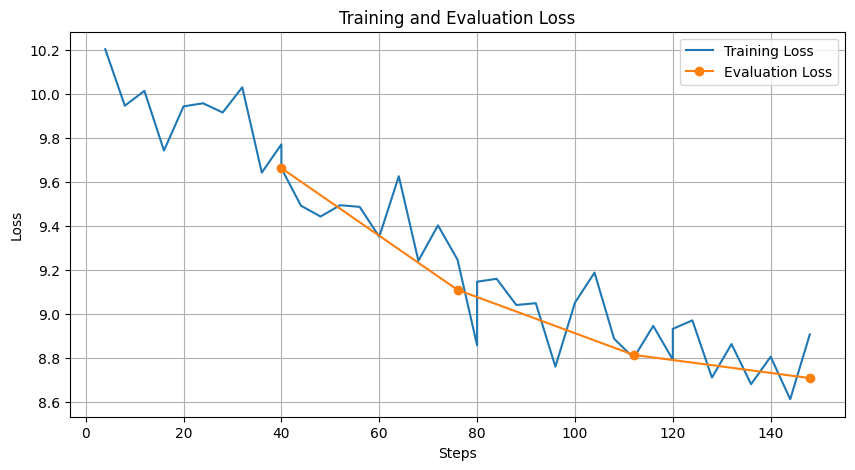 Training and Evaluation Loss
Training Loss
Evaluation Loss
10.2
10.0
9.8
9.6
9.4
9.2
9.0
8.8
8.6
Loss
0 20 40 60 80 100 120 140
Steps